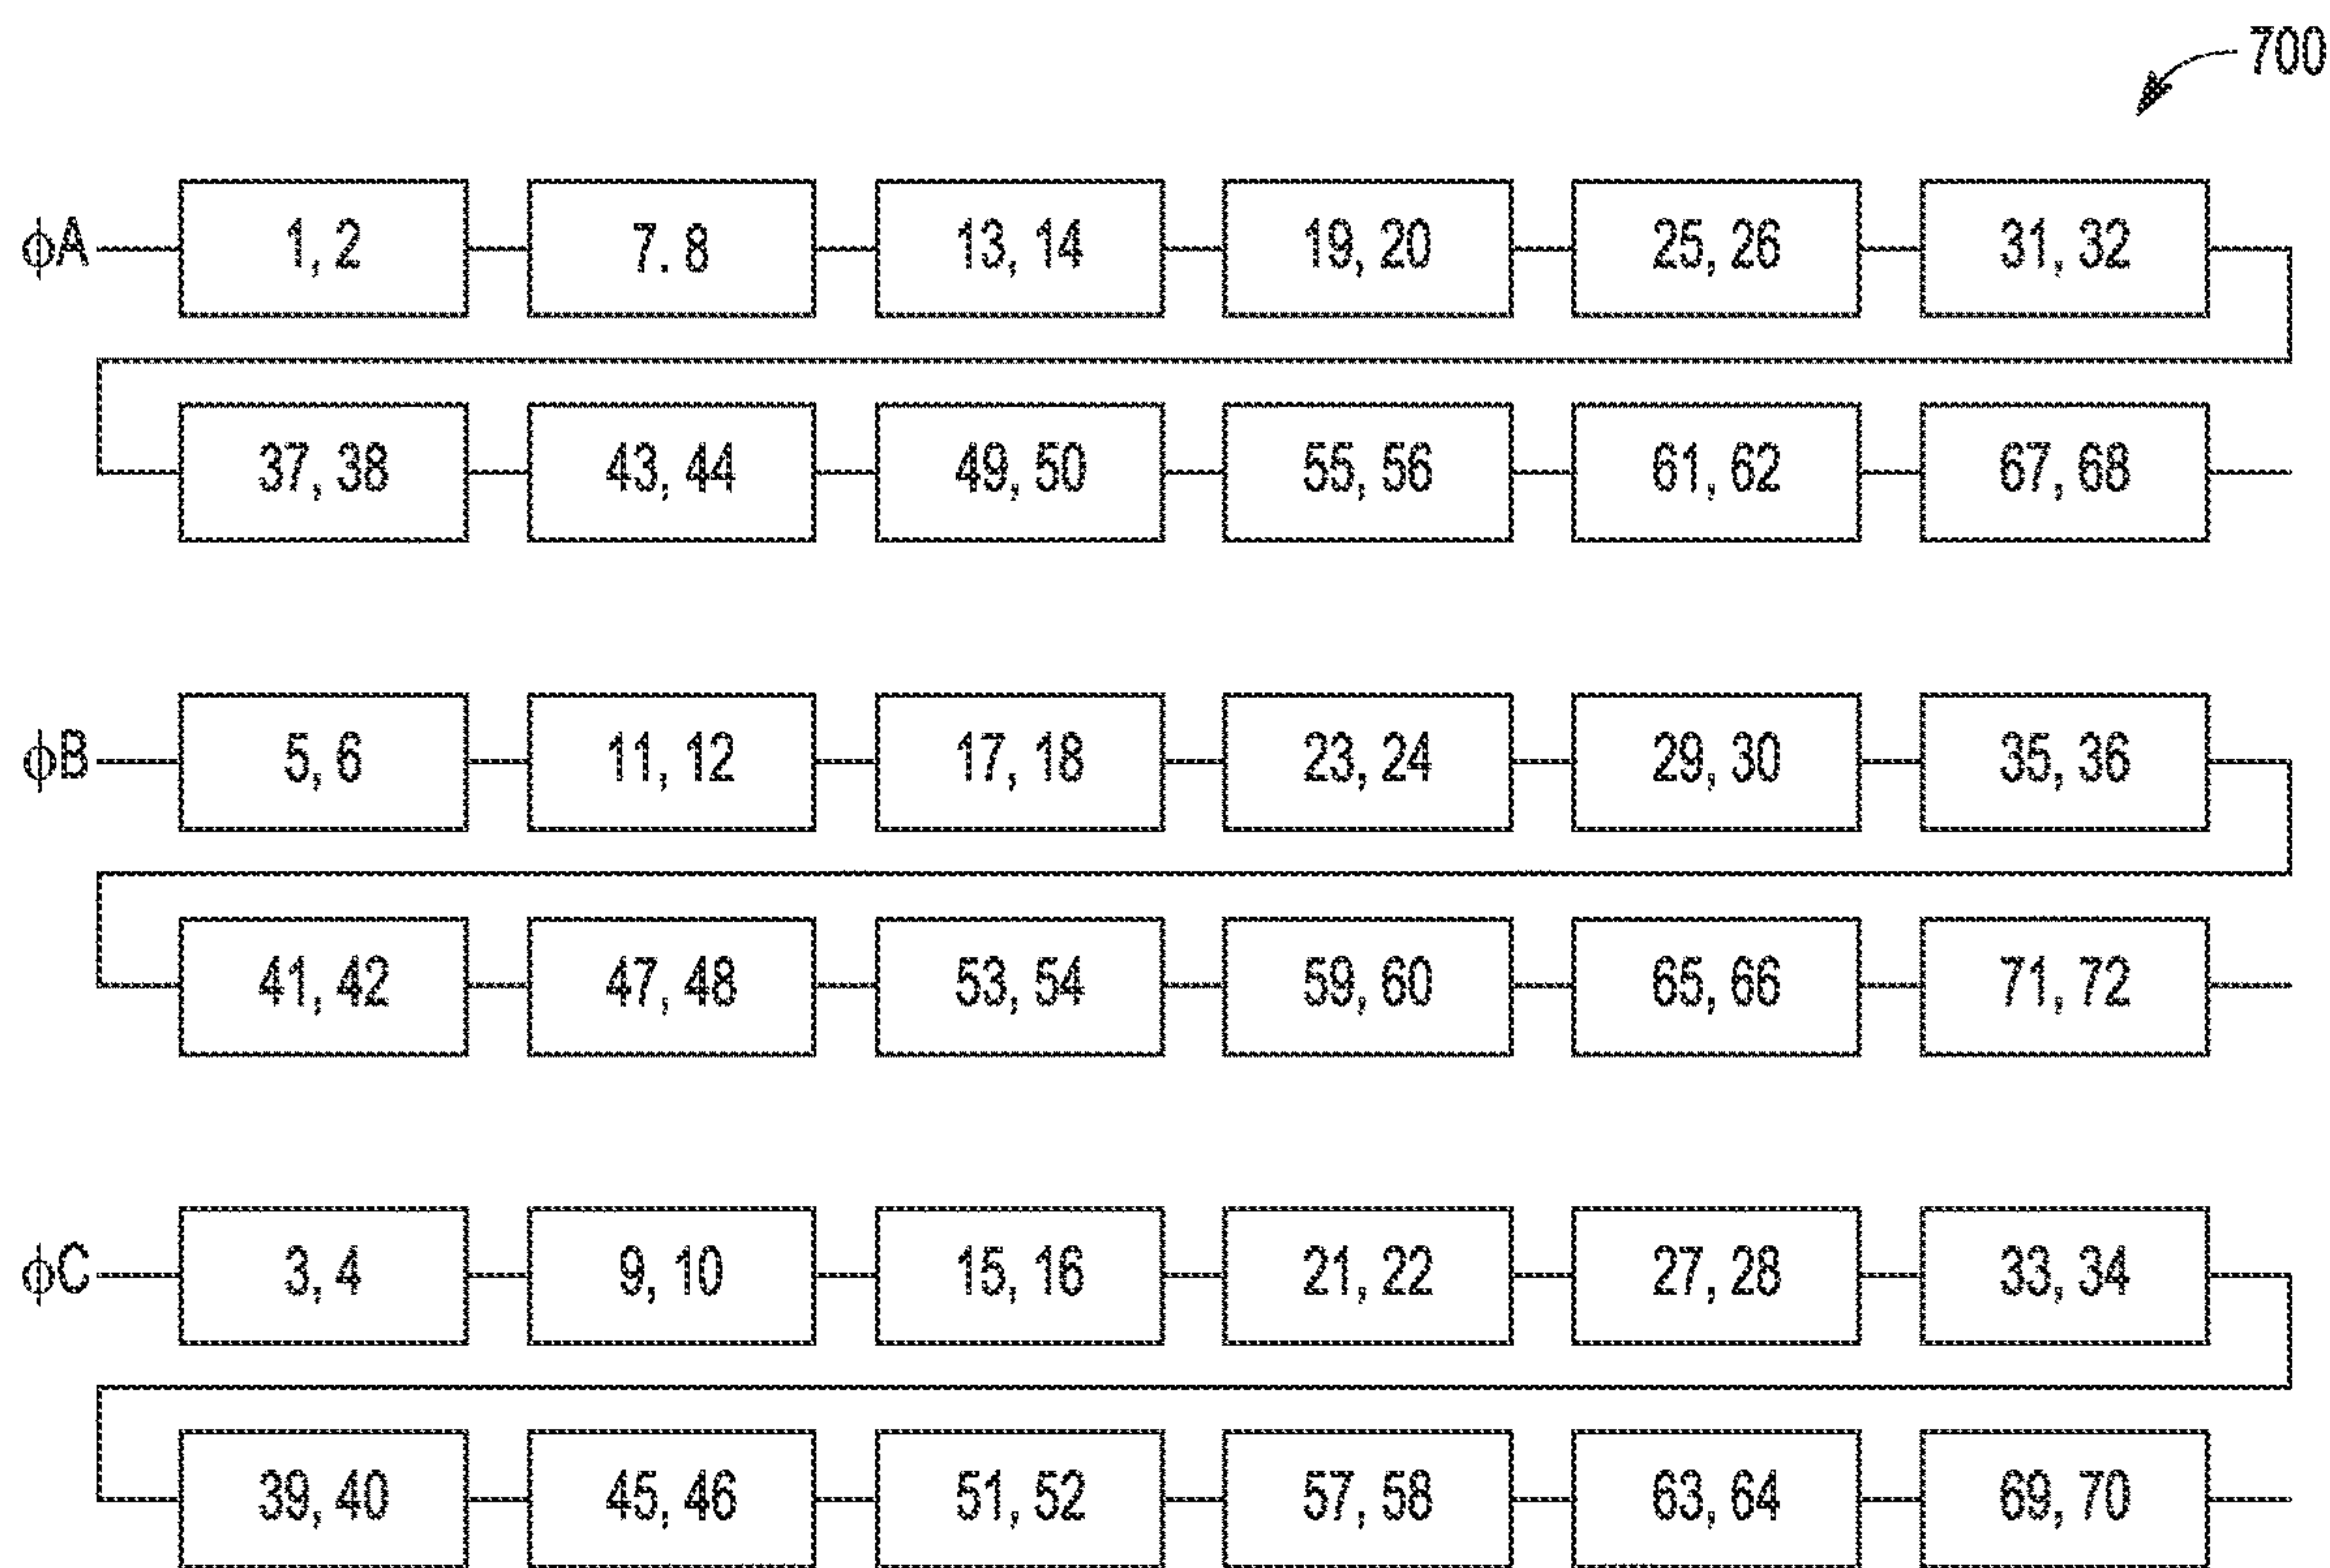 700
ϕA 1, 2 7. 8 13, 14 19, 20 25, 26 31, 32
37, 38 43, 44 49, 50 55, 56 61, 62 67, 68
ϕB 5, 6 11, 12 17, 18 23, 24 29, 30 35, 36
41, 42 47, 48 53, 54 59, 60 65, 66 71, 72
ϕC 3, 4 9, 10 15, 16 21, 22 27, 28 33, 34
39, 40 45, 46 51, 52 57, 58 63, 64 69, 70